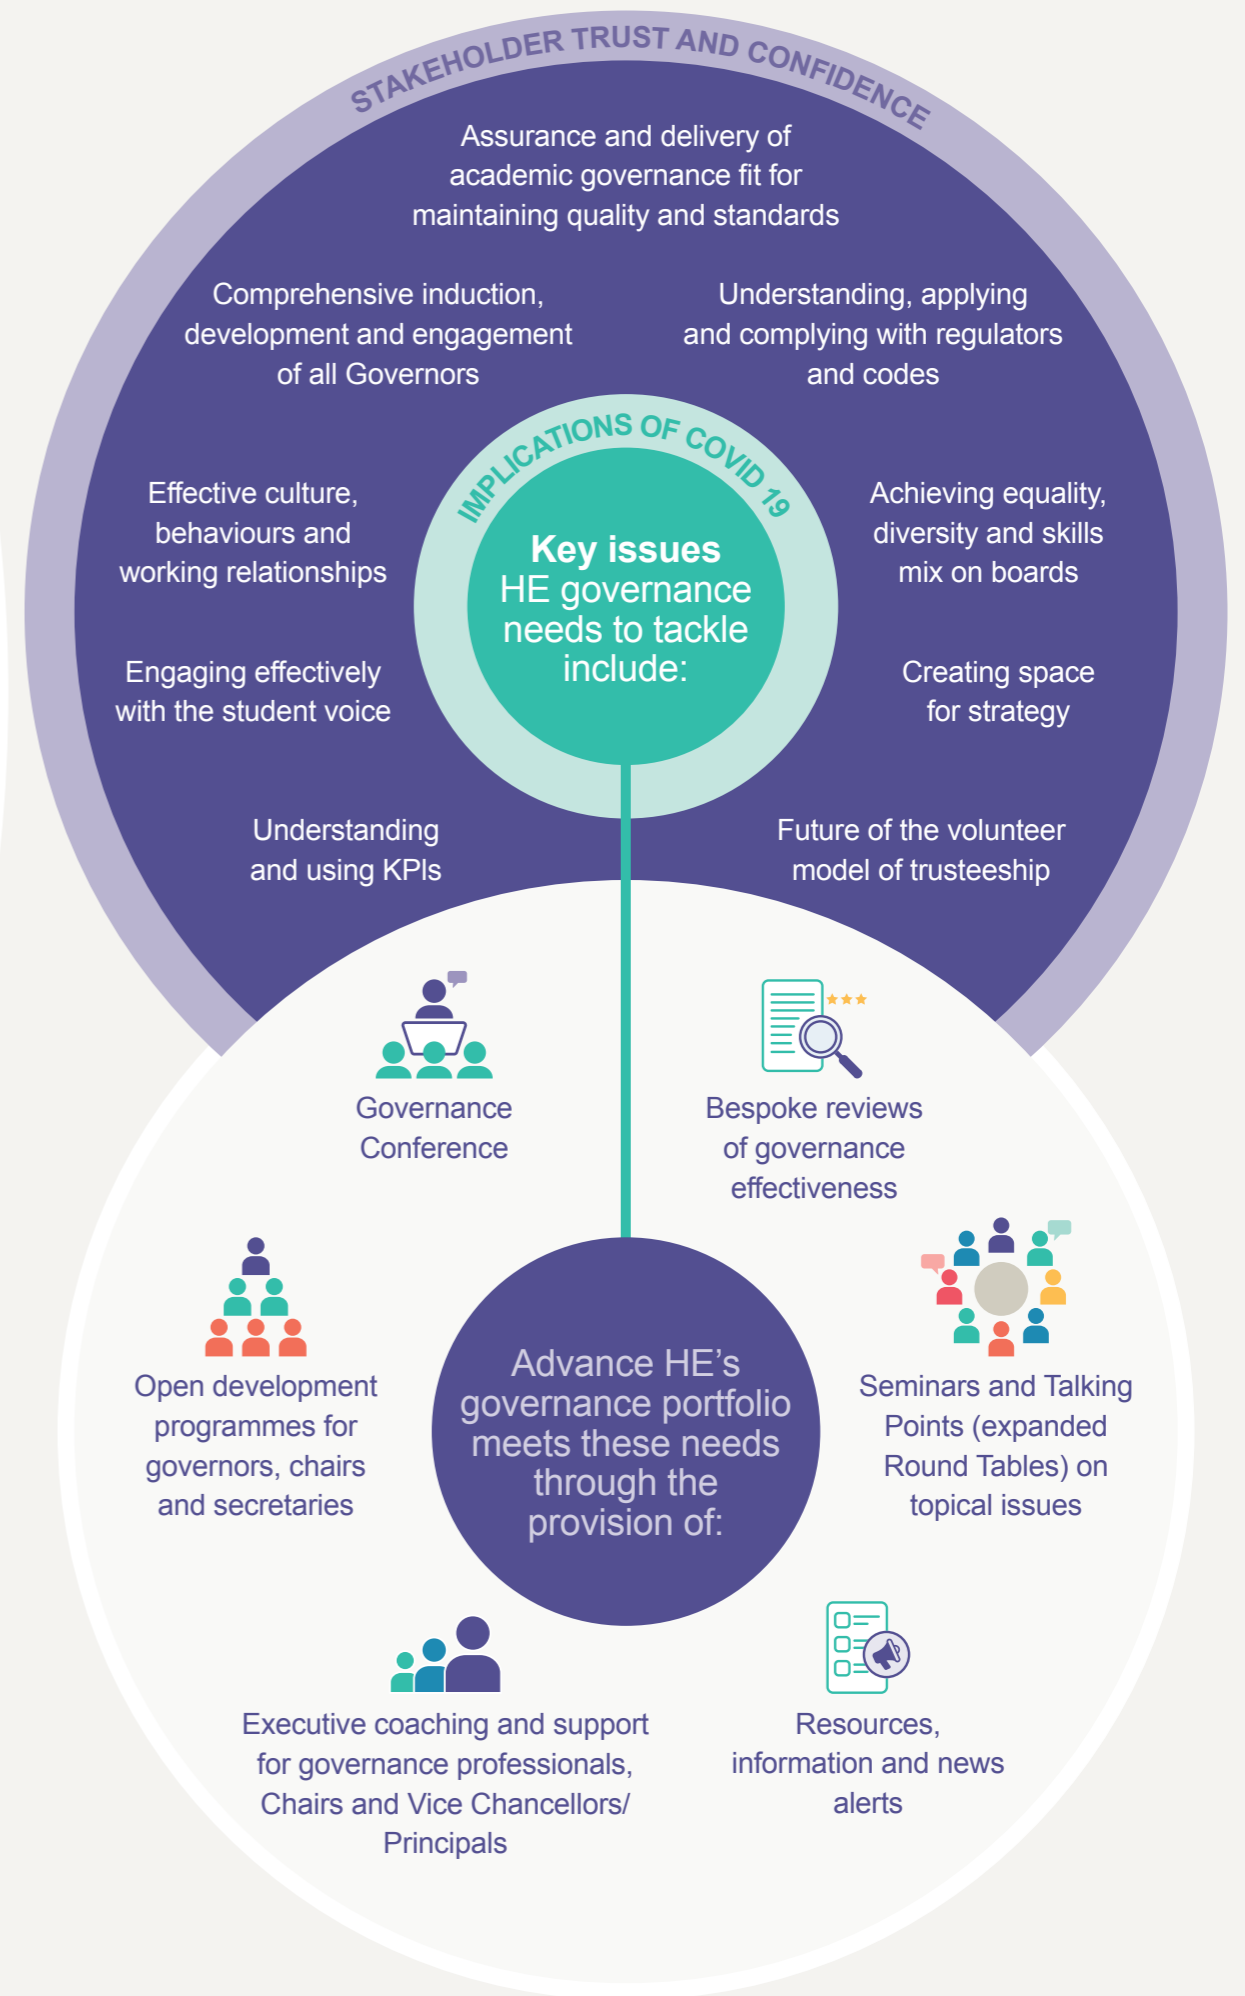 STAKEHOLDER TRUST AND CONFIDENCE
Assurance and delivery of
academic governance fit for
maintaining quality and standards
Comprehensive induction,
development and engagement
of all Governors
Understanding, applying
and complying with regulators
and codes
IMPLICATIONS OF COVID 19
Effective culture,
behaviours and
working relationships
Key issues
HE governance
needs to tackle
include:
Achieving equality,
diversity and skills
mix on boards
Engaging effectively
with the student voice
Creating space
for strategy
Understanding
and using KPIs
Future of the volunteer
model of trusteeship
Governance
Conference
Bespoke reviews
of governance
effectiveness
Open development
programmes for
governors, chairs
and secretaries
Advance HE’s
governance portfolio
meets these needs
through the
provision of:
Seminars and Talking
Points (expanded
Round Tables) on
topical issues
Executive coaching and support
for governance professionals,
Chairs and Vice Chancellors/
Principals
Resources,
information and news
alerts